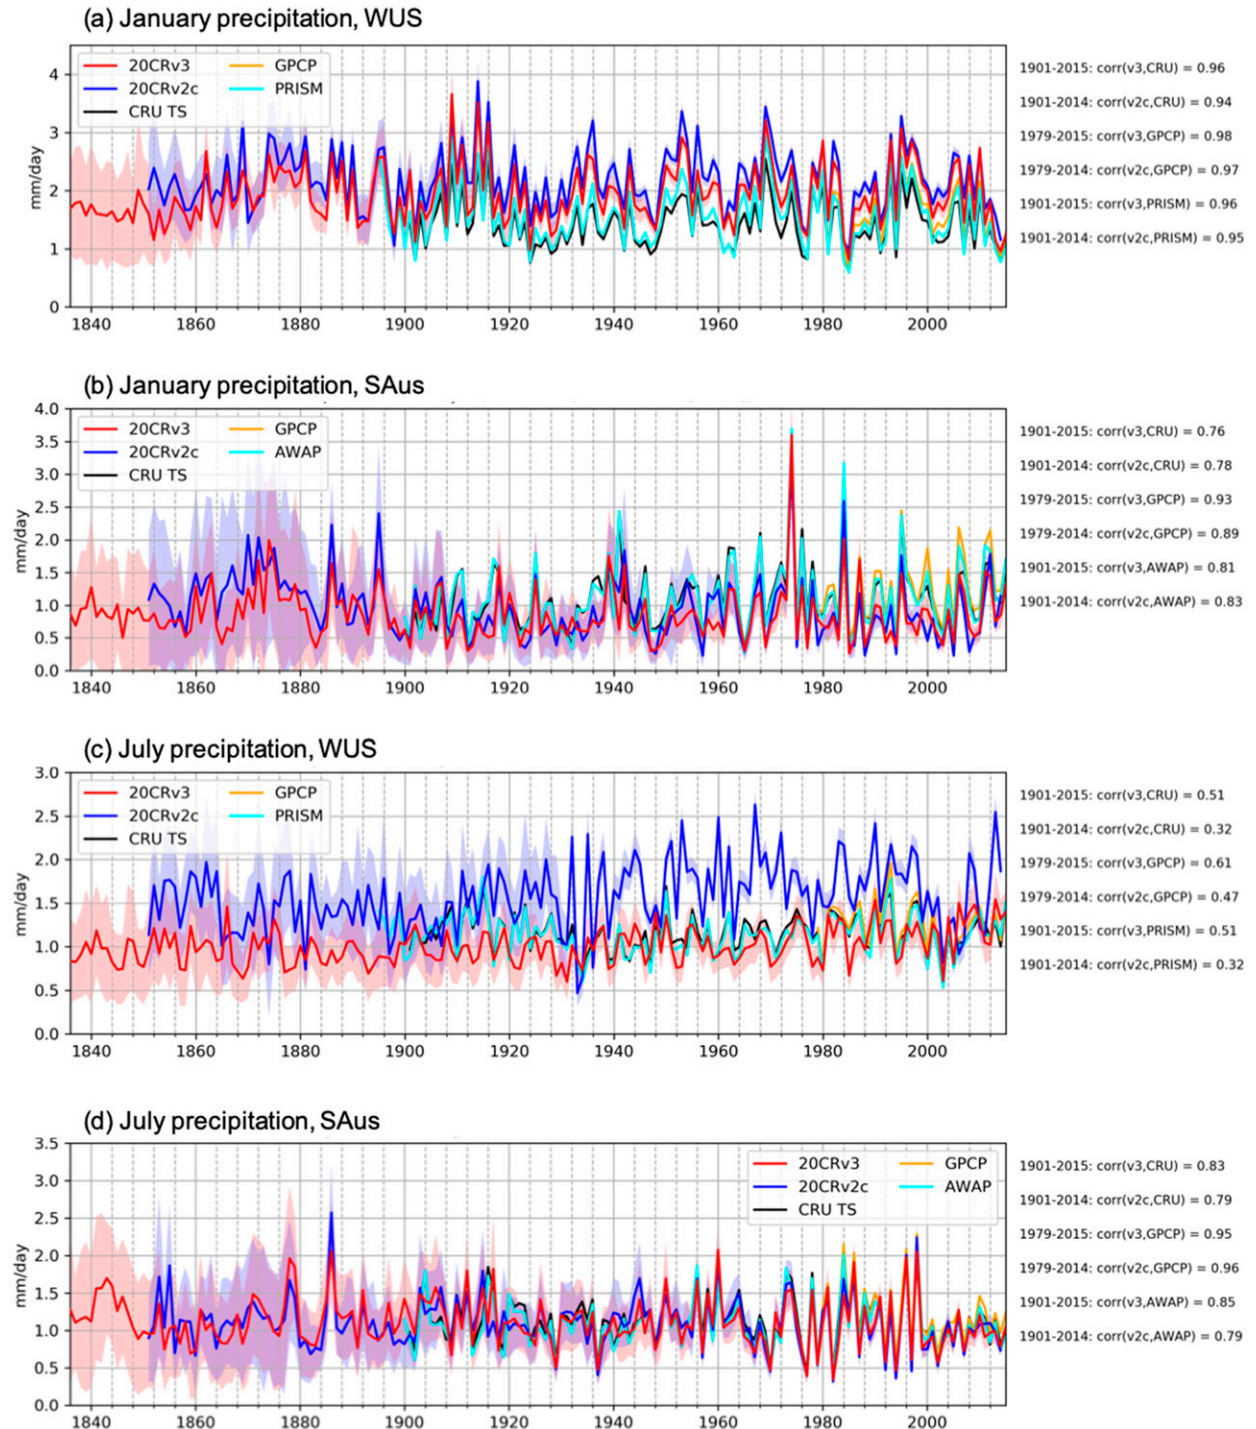 (a) January precipitation, WUS
20CRv3 GPCP
20CRv2c PRISM
CRU TS
mm/day
4
3
2
1
0
1840 1860 1880 1900 1920 1940 1960 1980 2000
1901-2015: corr(v3,CRU) = 0.96
1901-2014: corr(v2c,CRU) = 0.94
1979-2015: corr(v3,GPCP) = 0.98
1979-2014: corr(v2c,GPCP) = 0.97
1901-2015: corr(v3,PRISM) = 0.96
1901-2014: corr(v2c,PRISM) = 0.95
(b) January precipitation, SAus
20CRv3 GPCP
20CRv2c AWAP
CRU TS
mm/day
4.0
3.5
3.0
2.5
2.0
1.5
1.0
0.5
0.0
1840 1860 1880 1900 1920 1940 1960 1980 2000
1901-2015: corr(v3,CRU) = 0.76
1901-2014: corr(v2c,CRU) = 0.78
1979-2015: corr(v3,GPCP) = 0.93
1979-2014: corr(v2c,GPCP) = 0.89
1901-2015: corr(v3,AWAP) = 0.81
1901-2014: corr(v2c,AWAP) = 0.83
(c) July precipitation, WUS
20CRv3 GPCP
20CRv2c PRISM
CRU TS
mm/day
3.0
2.5
2.0
1.5
1.0
0.5
0.0
1840 1860 1880 1900 1920 1940 1960 1980 2000
1901-2015: corr(v3,CRU) = 0.51
1901-2014: corr(v2c,CRU) = 0.32
1979-2015: corr(v3,GPCP) = 0.61
1979-2014: corr(v2c,GPCP) = 0.47
1901-2015: corr(v3,PRISM) = 0.51
1901-2014: corr(v2c,PRISM) = 0.32
(d) July precipitation, SAus
20CRv3 GPCP
20CRv2c AWAP
CRU TS
mm/day
3.5
3.0
2.5
2.0
1.5
1.0
0.5
0.0
1840 1860 1880 1900 1920 1940 1960 1980 2000
1901-2015: corr(v3,CRU) = 0.83
1901-2014: corr(v2c,CRU) = 0.79
1979-2015: corr(v3,GPCP) = 0.95
1979-2014: corr(v2c,GPCP) = 0.96
1901-2015: corr(v3,AWAP) = 0.85
1901-2014: corr(v2c,AWAP) = 0.79